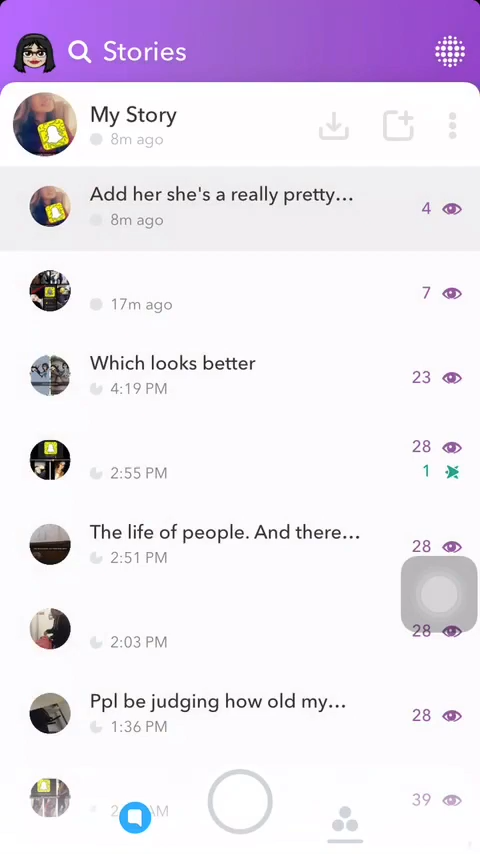 Stories
My Story
8m ago
Add her she's a really pretty...
8m ago
4
17m ago
7
Which looks better
4:19 PM
23
28
2:55 PM
1
The life of people. And there...
2:51 PM
28
2:03 PM
28
Ppl be judging how old my...
1:36 PM
28
39